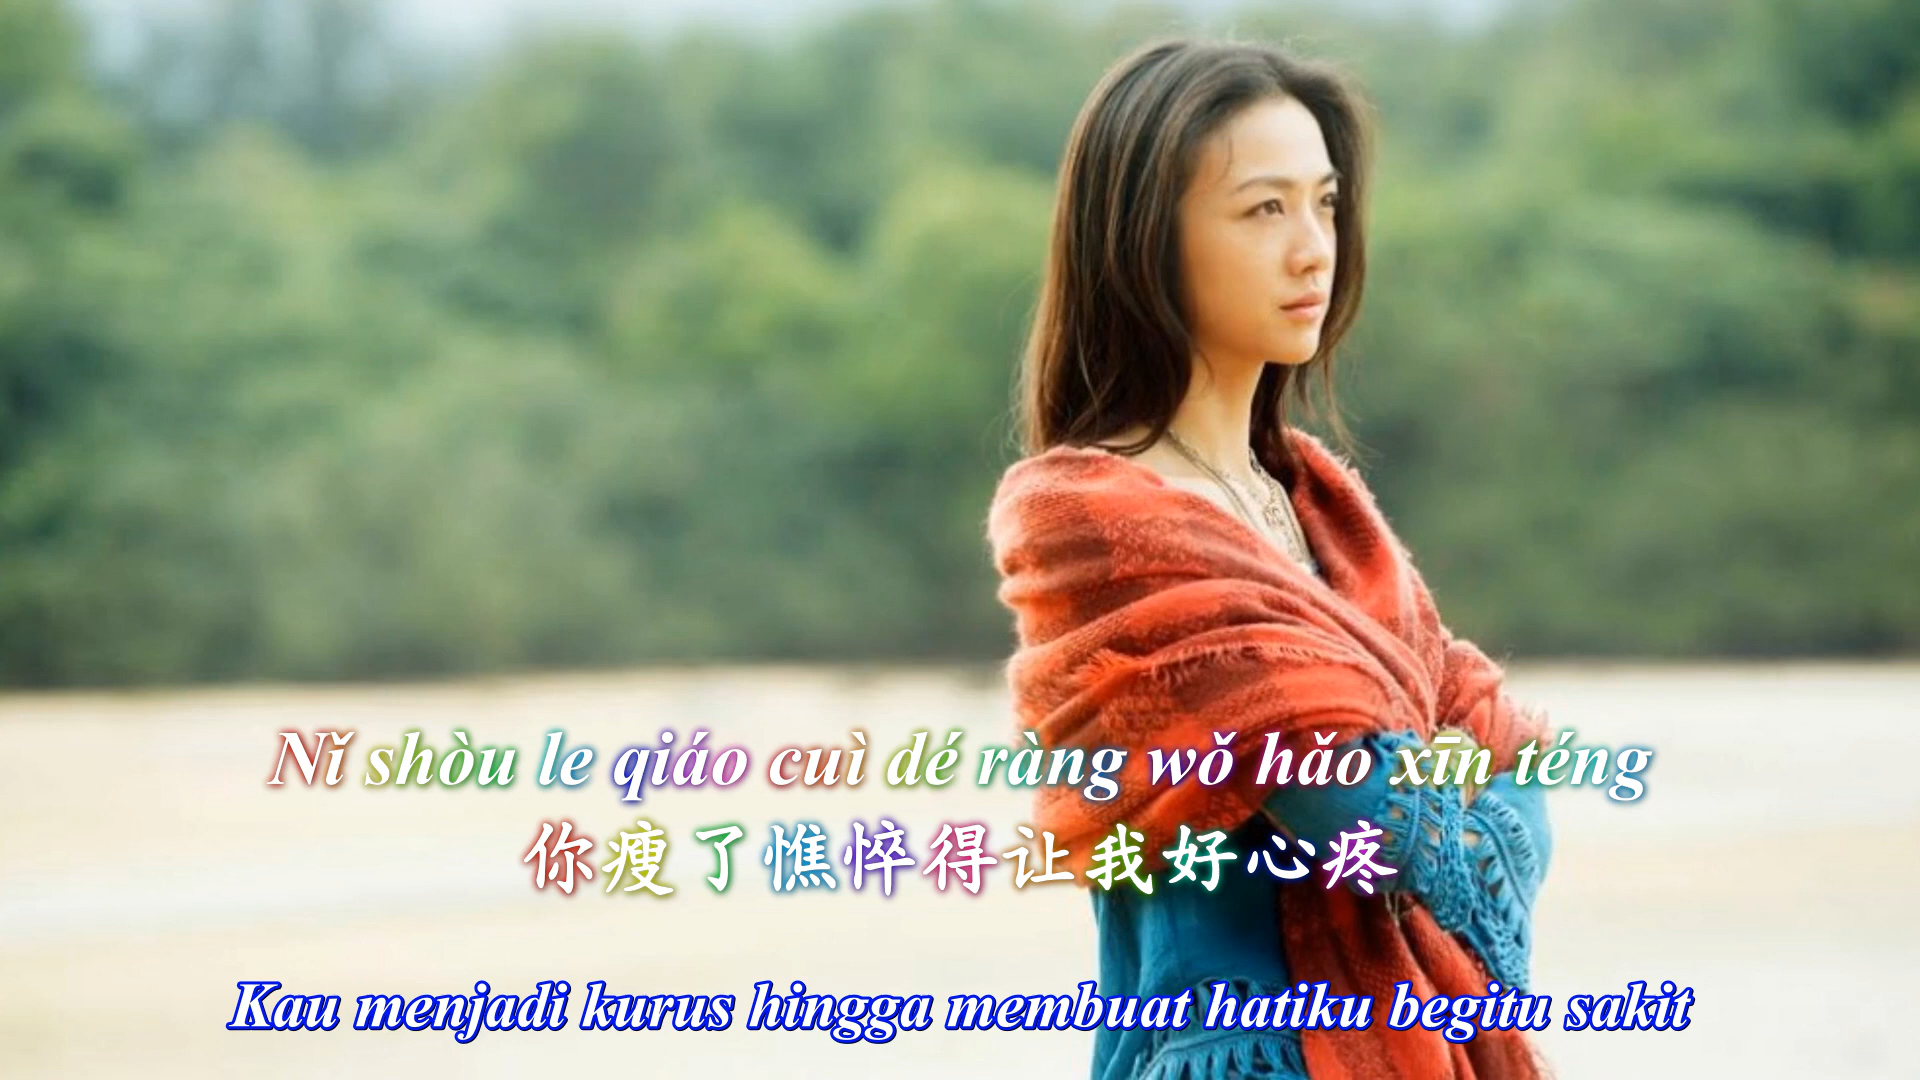 Nǐ shòu le qiáo cuì dé ràng wǒ hǎo xīn téng
你瘦了憔悴得让我好心疼
Kau menjadi kurus hingga membuat hatiku begitu sakit